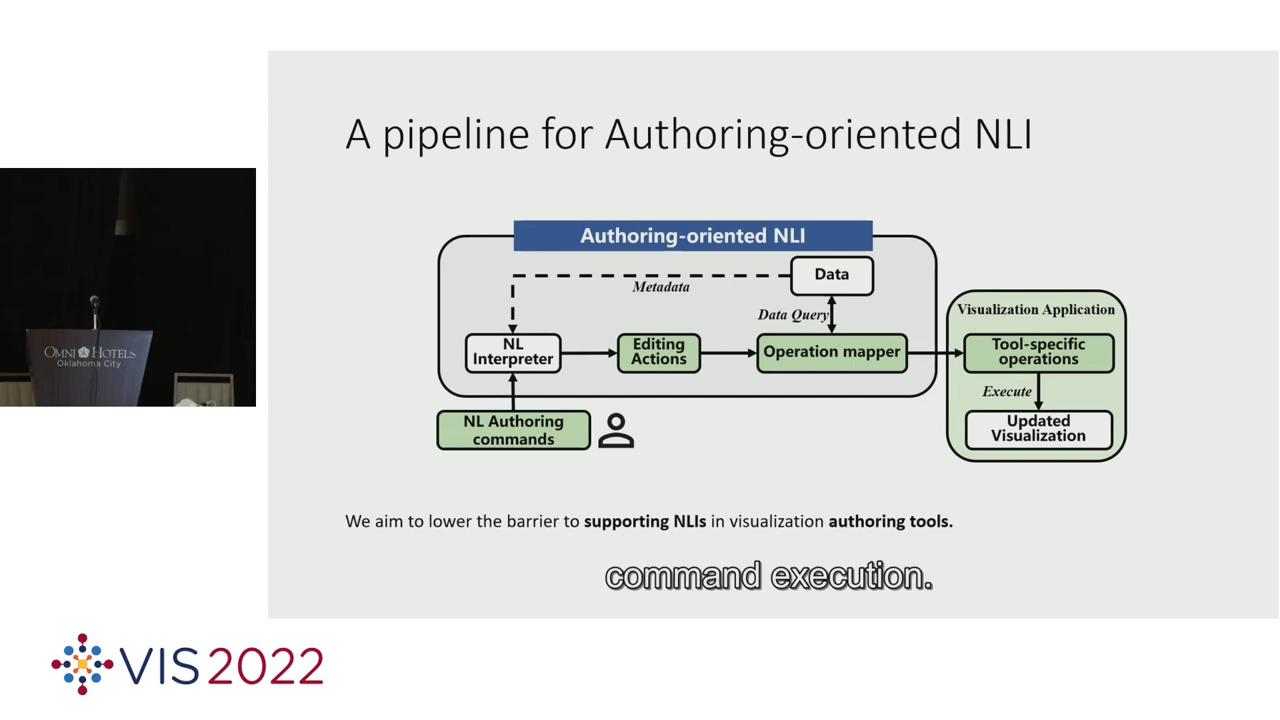 A pipeline for Authoring-oriented NLI
Authoring-oriented NLI
Data
Metadata
Data Query
Visualization Application
NL
Interpreter
Editing
Actions
Operation mapper
Tool-specific
operations
Execute
NL Authoring
commands
Updated
Visualization
We aim to lower the barrier to supporting NLIs in visualization authoring tools.
command execution.
OMNI HOTELS
Oklahoma City
VIS2022